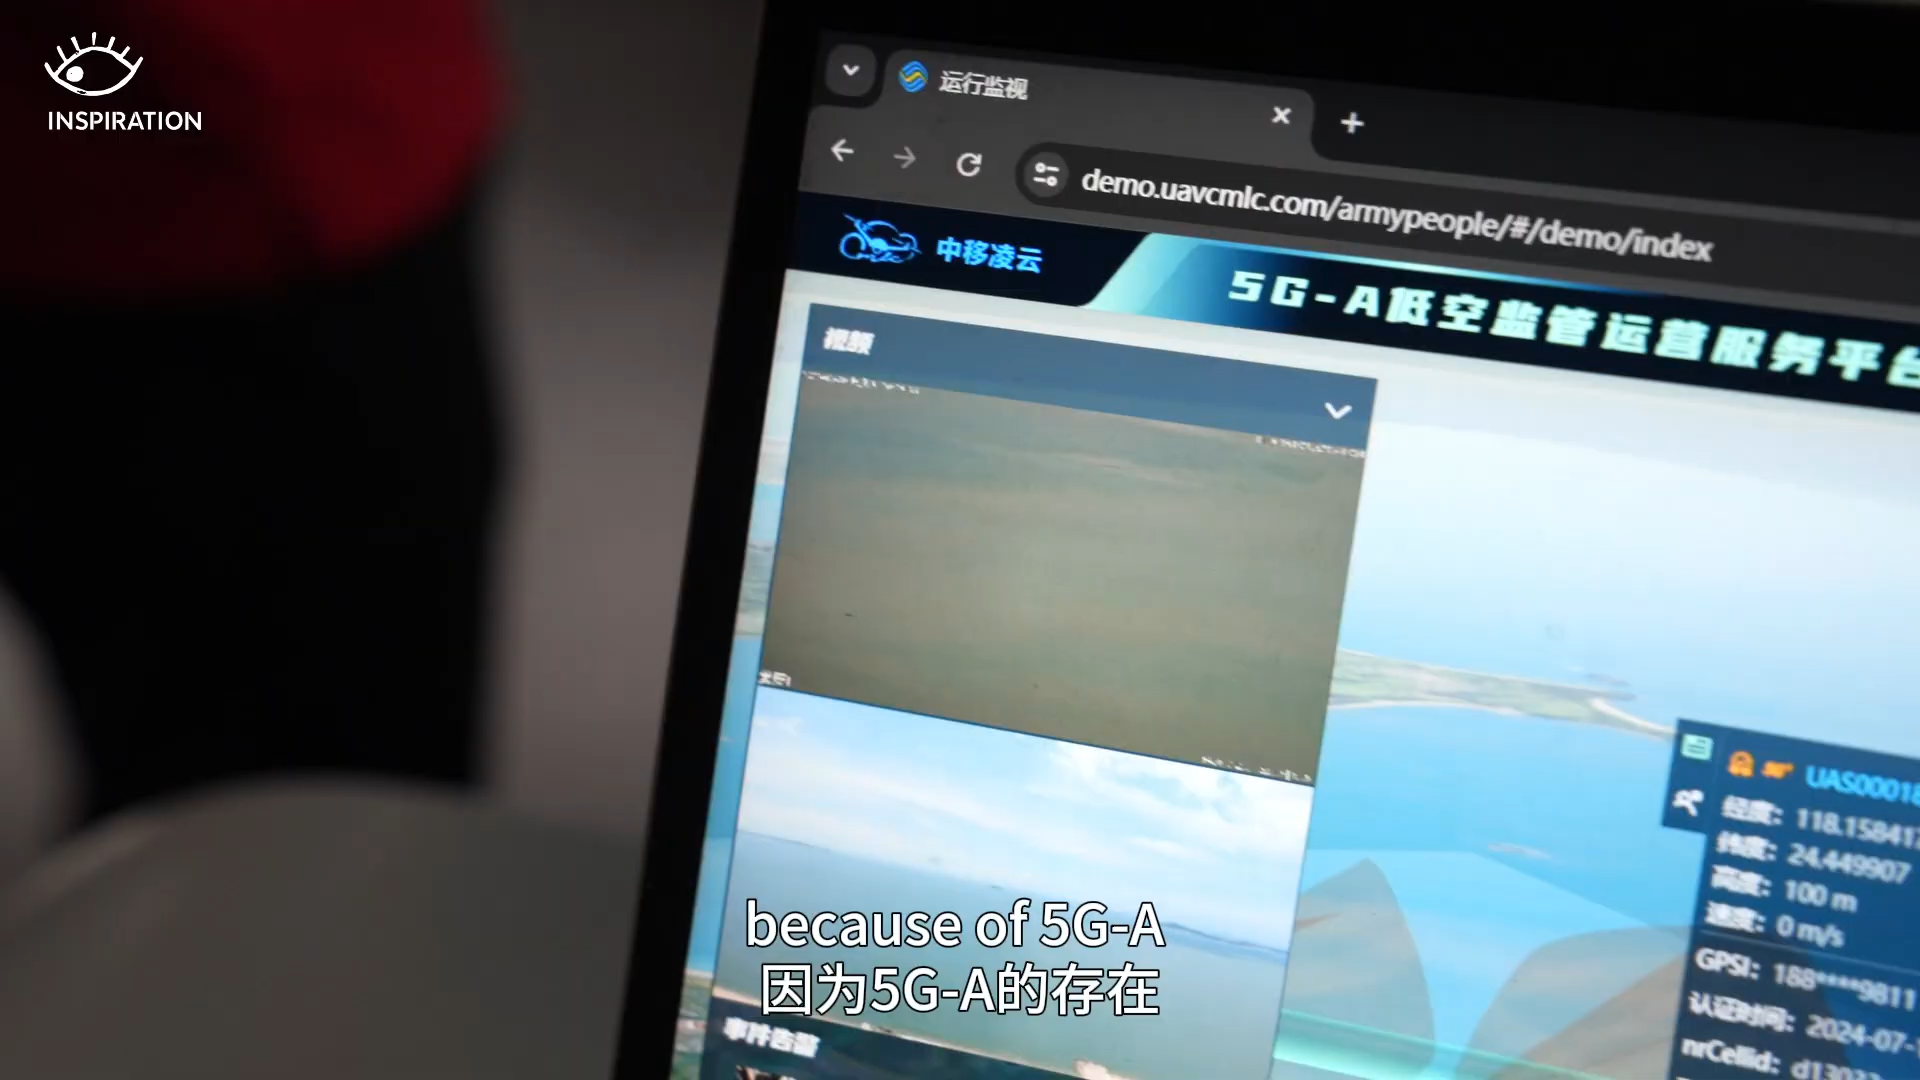 INSPIRATION
运行监视
demo.uavcmlc.com/armypeople/#/demo/index
中移凌云
5G-A低空监管运营服务平台
视频
UAS00018
经度: 118.158417
纬度: 24.449907
高度: 100 m
速度: 0 m/s
GPSI: 188****9811
认证时间: 2024-07-
nrCellid: d13033
事件告警
because of 5G-A
因为5G-A的存在